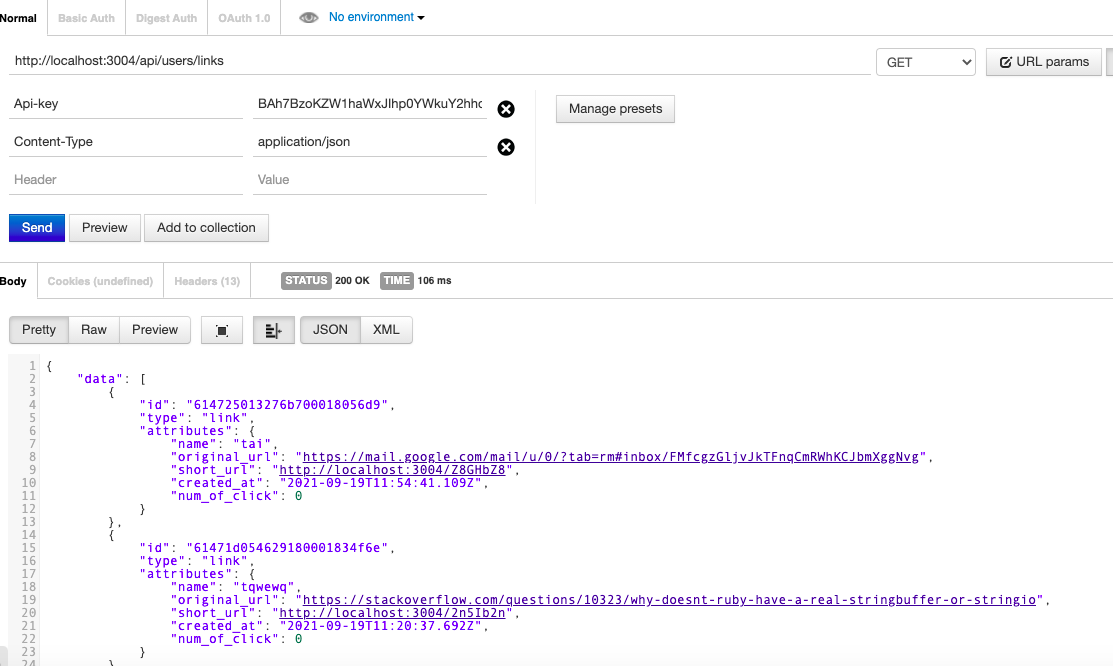 Normal Basic Auth Digest Auth OAuth 1.0 No environment
http://localhost:3004/api/users/links GET URL params
Api-key BAh7BzoKZW1haWxJIhp0YWkuY2hhc Manage presets
Content-Type application/json
Header Value
Send Preview Add to collection
Body Cookies (undefined) Headers (13) STATUS 200 OK TIME 106 ms
Pretty Raw Preview JSON XML
1 {
2 "data": [
3 {
4 "id": "614725013276b700018056d9",
5 "type": "link",
6 "attributes": {
7 "name": "tai",
8 "original_url": "https://mail.google.com/mail/u/0/?tab=rm#inbox/FMfcgzGljvJkTFnqCmRWhKCJbmXggNvg",
9 "short_url": "http://localhost:3004/Z8GHbZ8",
10 "created_at": "2021-09-19T11:54:41.109Z",
11 "num_of_click": 0
12 }
13 },
14 {
15 "id": "61471d054629180001834f6e",
16 "type": "link",
17 "attributes": {
18 "name": "tqwewq",
19 "original_url": "https://stackoverflow.com/questions/10323/why-doesnt-ruby-have-a-real-stringbuffer-or-stringio",
20 "short_url": "http://localhost:3004/2n5Ib2n",
21 "created_at": "2021-09-19T11:20:37.692Z",
22 "num_of_click": 0
23 }
24 }